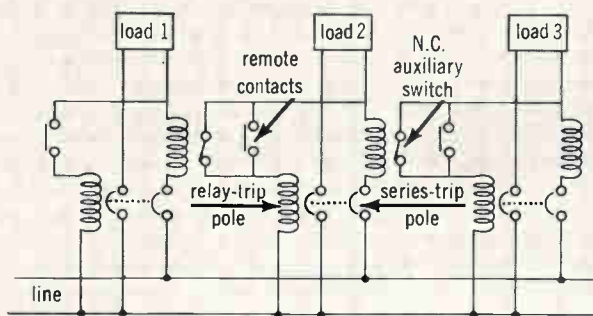 load 1
load 2
load 3
remote
contacts
N.C.
auxiliary
switch
relay-trip
pole
series-trip
pole
line